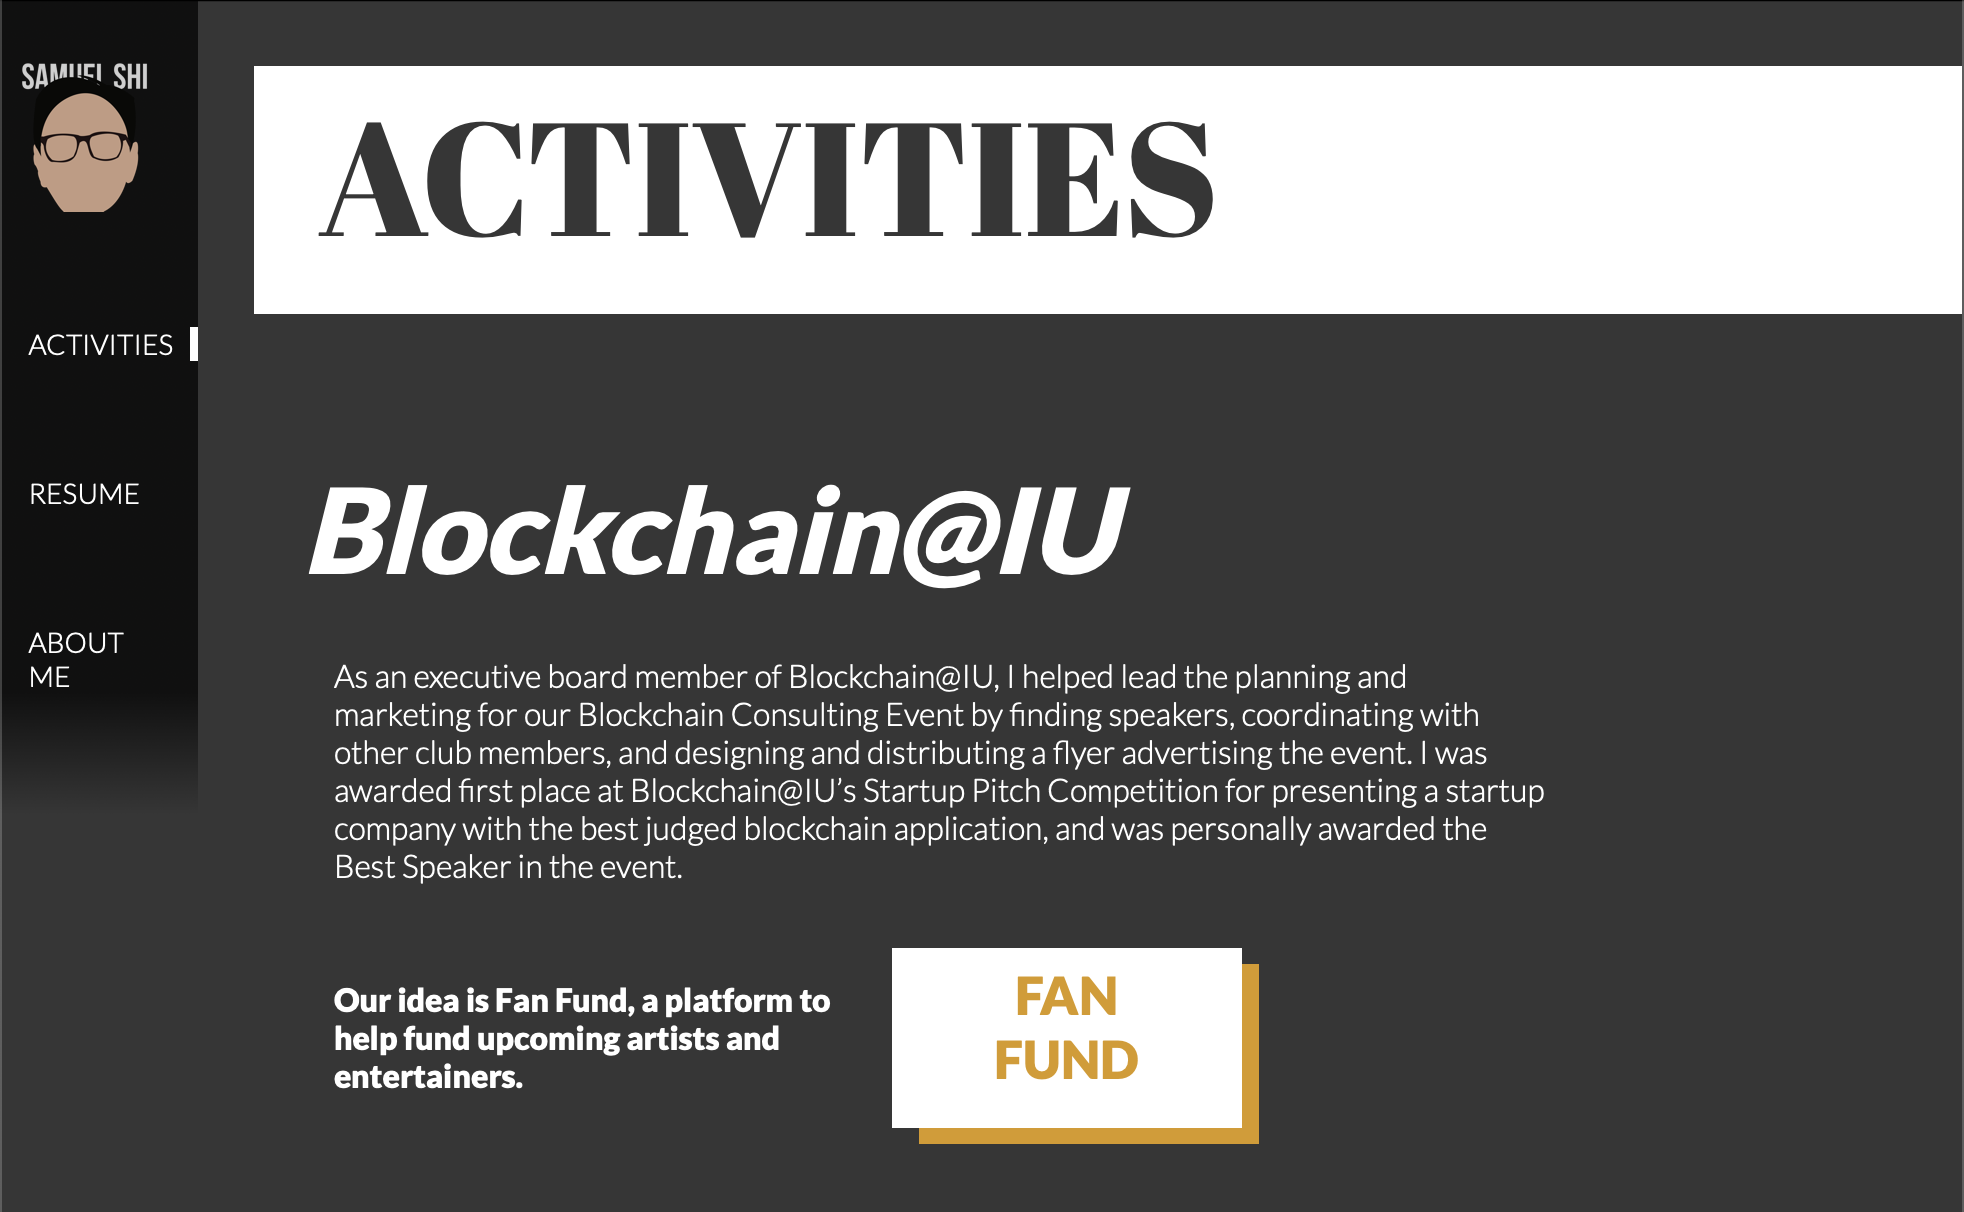 SAMUEL SHI
ACTIVITIES
RESUME
ABOUT
ME
ACTIVITIES
Blockchain@IU
As an executive board member of Blockchain@IU, I helped lead the planning and
marketing for our Blockchain Consulting Event by finding speakers, coordinating with
other club members, and designing and distributing a flyer advertising the event. I was
awarded first place at Blockchain@IU’s Startup Pitch Competition for presenting a startup
company with the best judged blockchain application, and was personally awarded the
Best Speaker in the event.
Our idea is Fan Fund, a platform to
help fund upcoming artists and
entertainers.
FAN
FUND